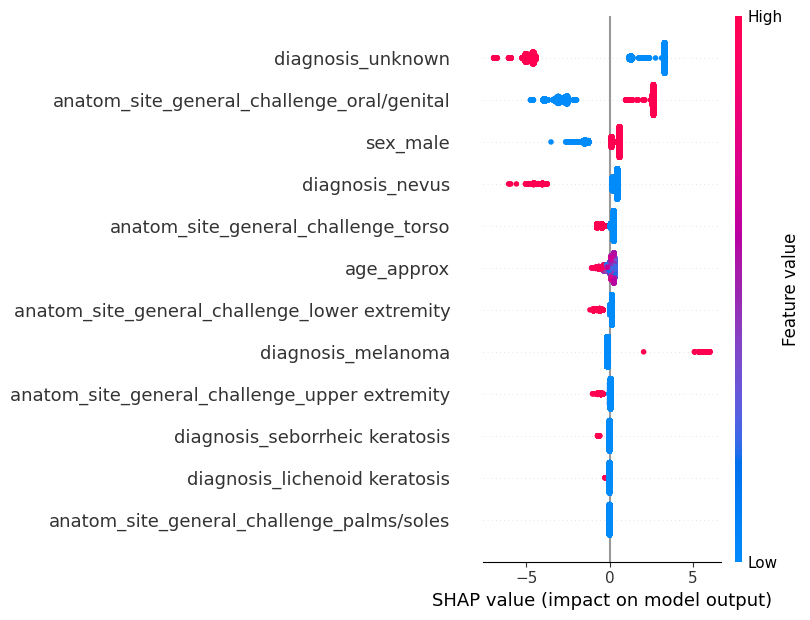 High
diagnosis_unknown
anatom_site_general_challenge_oral/genital
sex_male
diagnosis_nevus
anatom_site_general_challenge_torso
age_approx
anatom_site_general_challenge_lower extremity
diagnosis_melanoma
anatom_site_general_challenge_upper extremity
diagnosis_seborrheic keratosis
diagnosis_lichenoid keratosis
anatom_site_general_challenge_palms/soles
Feature value
Low
−5 0 5
SHAP value (impact on model output)